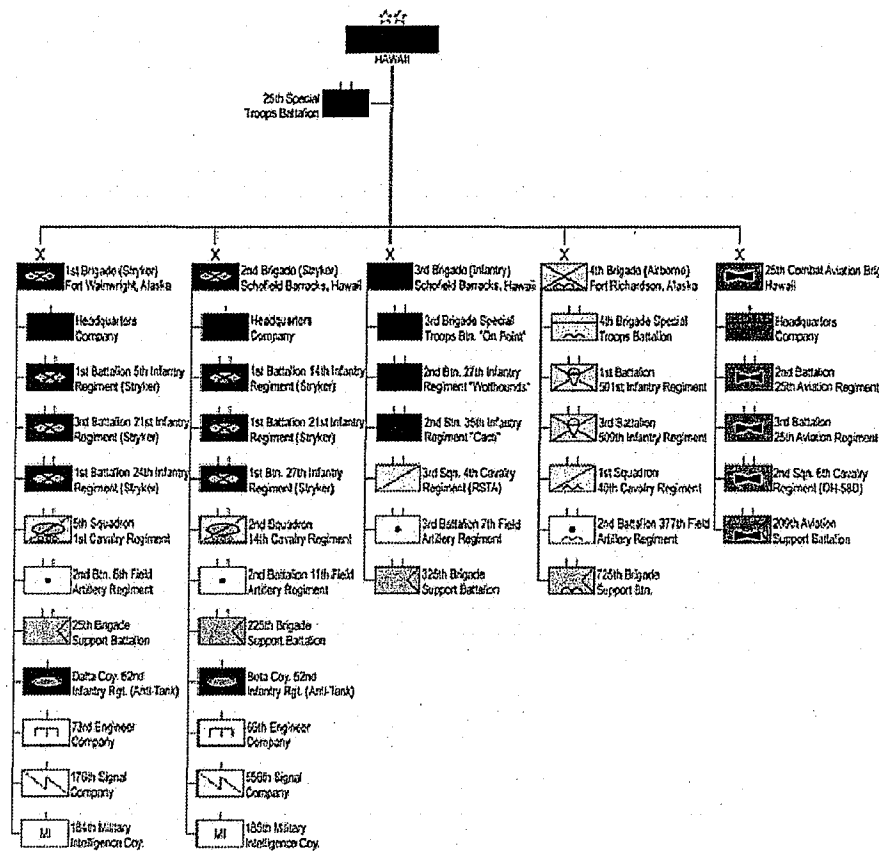 HAWAII
25th Special
Troops Battalion
X
X
X
X
X
1st Brigade (Stryker)
Fort Wainwright, Alaska
Headquarters
Company
1st Battalion 5th Infantry
Regiment (Stryker)
3rd Battalion 21st Infantry
Regiment (Stryker)
1st Battalion 24th Infantry
Regiment (Stryker)
5th Squadron
1st Cavalry Regiment
2nd Btn. 8th Field
Artillery Regiment
25th Brigade
Support Battalion
Delta Coy. 52nd
Infantry Rgt. (Anti-Tank)
73rd Engineer
Company
176th Signal
Company
MI
184th Military
Intelligence Coy.
2nd Brigade (Stryker)
Schofield Barracks, Hawaii
Headquarters
Company
1st Battalion 14th Infantry
Regiment (Stryker)
1st Battalion 21st Infantry
Regiment (Stryker)
1st Btn. 27th Infantry
Regiment (Stryker)
2nd Squadron
14th Cavalry Regiment
2nd Battalion 11th Field
Artillery Regiment
225th Brigade
Support Battalion
Beta Coy. 52nd
Infantry Rgt. (Anti-Tank)
66th Engineer
Company
556th Signal
Company
MI
185th Military
Intelligence Coy.
3rd Brigade (Infantry)
Schofield Barracks, Hawaii
3rd Brigade Special
Troops Btn. "On Point"
2nd Btn. 27th Infantry
Regiment "Wolfhounds"
2nd Btn. 35th Infantry
Regiment "Cacti"
3rd Sqn. 4th Cavalry
Regiment (RSTA)
3rd Battalion 7th Field
Artillery Regiment
325th Brigade
Support Battalion
4th Brigade (Airborne)
Fort Richardson, Alaska
4th Brigade Special
Troops Battalion
1st Battalion
501st Infantry Regiment
3rd Battalion
509th Infantry Regiment
1st Squadron
40th Cavalry Regiment
2nd Battalion 377th Field
Artillery Regiment
725th Brigade
Support Btn.
25th Combat Aviation Brig
Hawaii
Headquarters
Company
2nd Battalion
25th Aviation Regiment
3rd Battalion
25th Aviation Regiment
2nd Sqn. 6th Cavalry
Regiment (OH-58D)
209th Aviation
Support Battalion